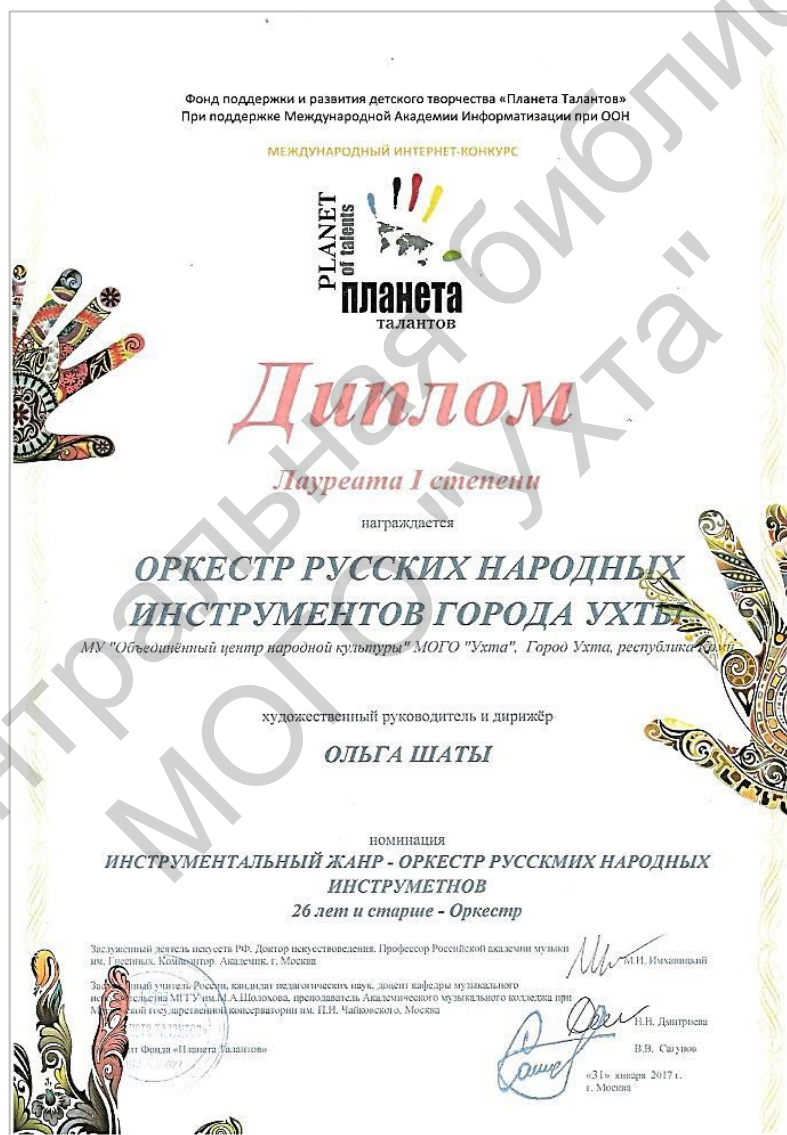 Фонд поддержки и развития детского творчества «Планета Талантов»
При поддержке Международной Академии Информатизации при ООН
МЕЖДУНАРОДНЫЙ ИНТЕРНЕТ-КОНКУРС
PLANET
of talents
планета
талантов
Диплом
Лауреата I степени
награждается
ОРКЕСТР РУССКИХ НАРОДНЫХ
ИНСТРУМЕНТОВ ГОРОДА УХТЫ
МУ "Объединённый центр народной культуры" МОГО "Ухта", Город Ухта, республика Коми
художественный руководитель и дирижёр
ОЛЬГА ШАТЫ
номинация
ИНСТРУМЕНТАЛЬНЫЙ ЖАНР - ОРКЕСТР РУССКМИХ НАРОДНЫХ
ИНСТРУМЕТНОВ
26 лет и старше - Оркестр
Заслуженный деятель искусств РФ. Доктор искусствоведения. Профессор Российской академии музыки
им. Гнесиных. Композитор. Академик. г. Москва
М.И. Имханицкий
Заслуженный учитель России, кандидат педагогических наук, доцент кафедры музыкального
МГГУ им.М.А.Шолохова, преподаватель Академического музыкального колледжа при
Московской государственной консерватории им. П.И. Чайковского, Москва
Н.Н. Дмитриева
Фонда «Планета Талантов»
В.В. Сагунов
«31» января 2017 г.
г. Москва
МОГО "Ухта"